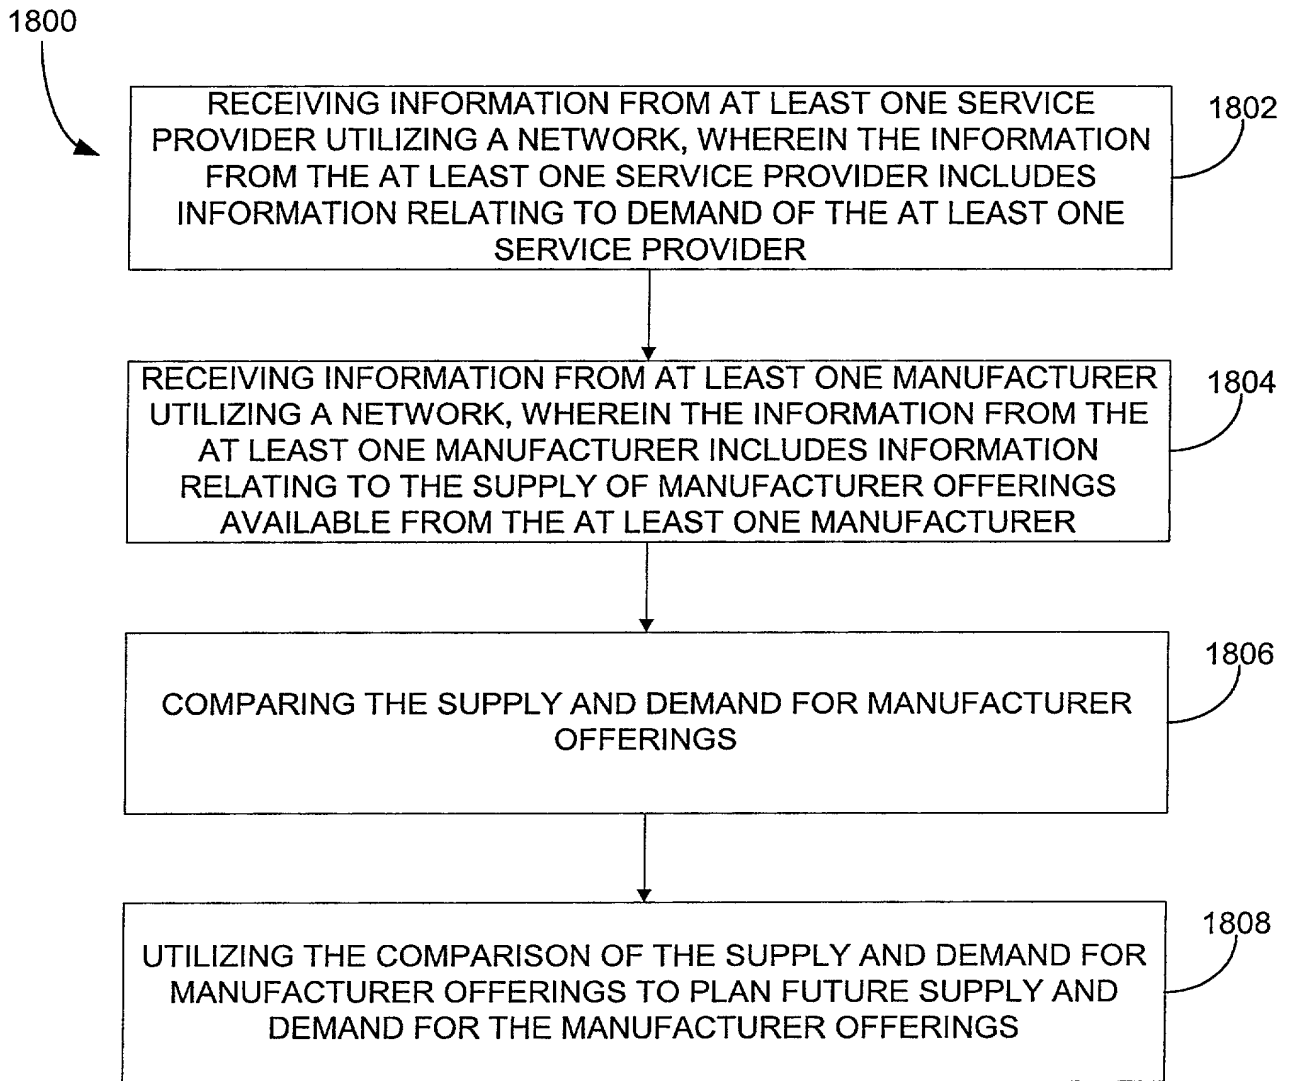 1800
RECEIVING INFORMATION FROM AT LEAST ONE SERVICE
PROVIDER UTILIZING A NETWORK, WHEREIN THE INFORMATION
FROM THE AT LEAST ONE SERVICE PROVIDER INCLUDES
INFORMATION RELATING TO DEMAND OF THE AT LEAST ONE
SERVICE PROVIDER
1802
RECEIVING INFORMATION FROM AT LEAST ONE MANUFACTURER
UTILIZING A NETWORK, WHEREIN THE INFORMATION FROM THE
AT LEAST ONE MANUFACTURER INCLUDES INFORMATION
RELATING TO THE SUPPLY OF MANUFACTURER OFFERINGS
AVAILABLE FROM THE AT LEAST ONE MANUFACTURER
1804
COMPARING THE SUPPLY AND DEMAND FOR MANUFACTURER
OFFERINGS
1806
UTILIZING THE COMPARISON OF THE SUPPLY AND DEMAND FOR
MANUFACTURER OFFERINGS TO PLAN FUTURE SUPPLY AND
DEMAND FOR THE MANUFACTURER OFFERINGS
1808